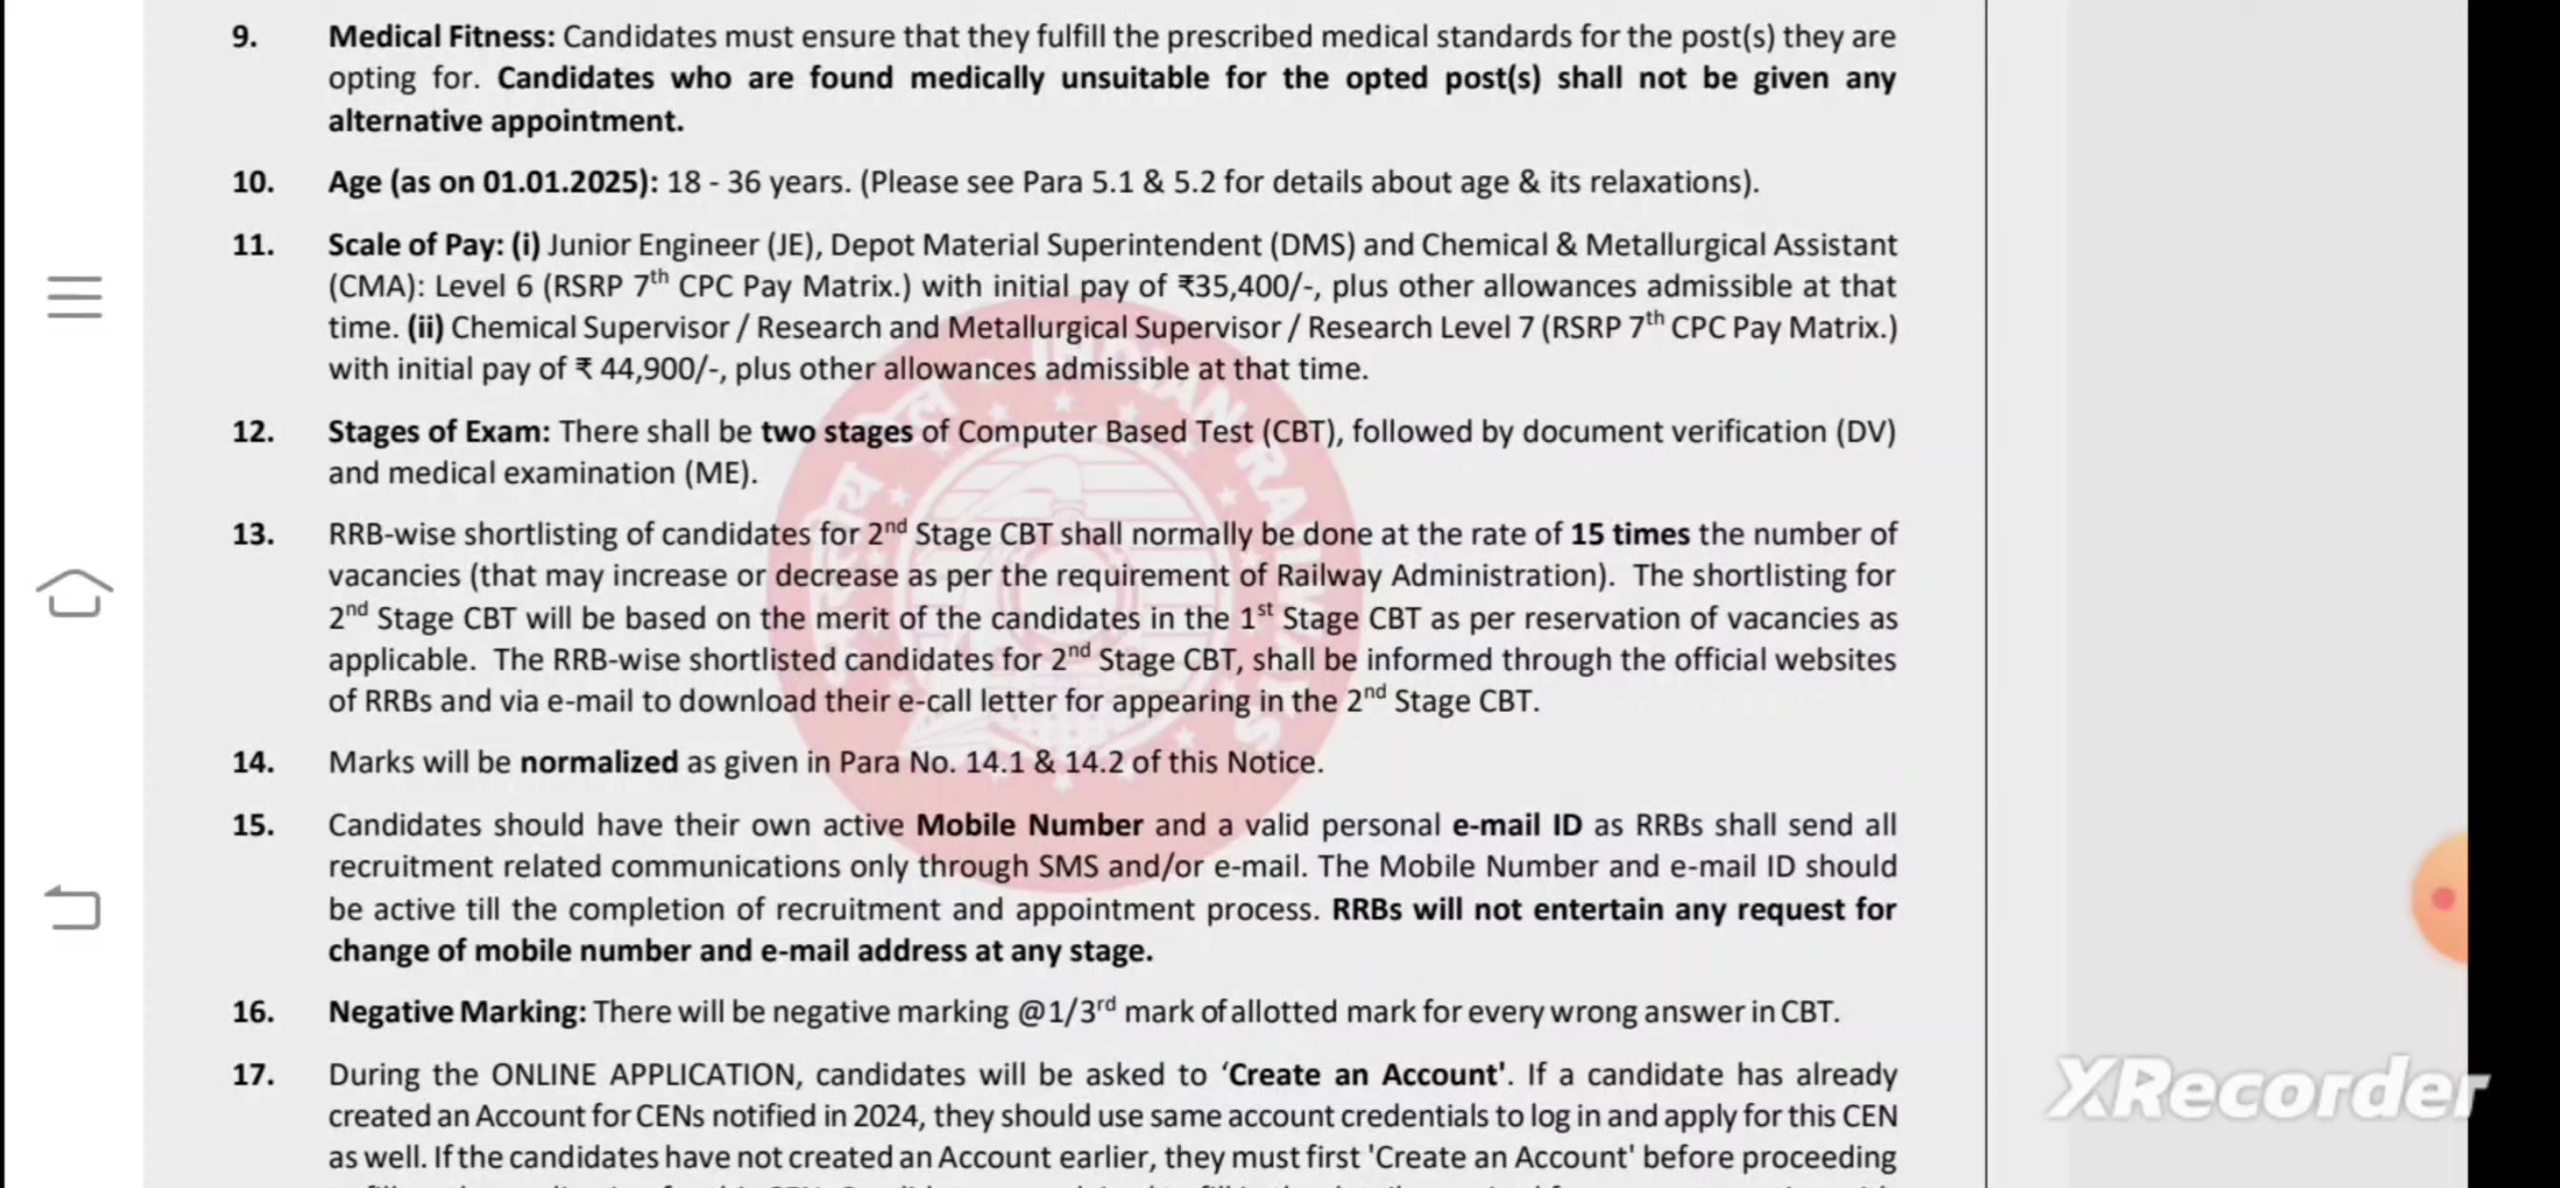 9. Medical Fitness: Candidates must ensure that they fulfill the prescribed medical standards for the post(s) they are
opting for. Candidates who are found medically unsuitable for the opted post(s) shall not be given any
alternative appointment.
10. Age (as on 01.01.2025): 18 - 36 years. (Please see Para 5.1 & 5.2 for details about age & its relaxations).
11. Scale of Pay: (i) Junior Engineer (JE), Depot Material Superintendent (DMS) and Chemical & Metallurgical Assistant
(CMA): Level 6 (RSRP 7th CPC Pay Matrix.) with initial pay of ₹35,400/-, plus other allowances admissible at that
time. (ii) Chemical Supervisor / Research and Metallurgical Supervisor / Research Level 7 (RSRP 7th CPC Pay Matrix.)
with initial pay of ₹ 44,900/-, plus other allowances admissible at that time.
12. Stages of Exam: There shall be two stages of Computer Based Test (CBT), followed by document verification (DV)
and medical examination (ME).
13. RRB-wise shortlisting of candidates for 2nd Stage CBT shall normally be done at the rate of 15 times the number of
vacancies (that may increase or decrease as per the requirement of Railway Administration). The shortlisting for
2nd Stage CBT will be based on the merit of the candidates in the 1st Stage CBT as per reservation of vacancies as
applicable. The RRB-wise shortlisted candidates for 2nd Stage CBT, shall be informed through the official websites
of RRBs and via e-mail to download their e-call letter for appearing in the 2nd Stage CBT.
14. Marks will be normalized as given in Para No. 14.1 & 14.2 of this Notice.
15. Candidates should have their own active Mobile Number and a valid personal e-mail ID as RRBs shall send all
recruitment related communications only through SMS and/or e-mail. The Mobile Number and e-mail ID should
be active till the completion of recruitment and appointment process. RRBs will not entertain any request for
change of mobile number and e-mail address at any stage.
16. Negative Marking: There will be negative marking @1/3rd mark of allotted mark for every wrong answer in CBT.
17. During the ONLINE APPLICATION, candidates will be asked to ‘Create an Account'. If a candidate has already
created an Account for CENs notified in 2024, they should use same account credentials to log in and apply for this CEN
as well. If the candidates have not created an Account earlier, they must first 'Create an Account' before proceeding
INDIAN RAILWAYS
XRecorder